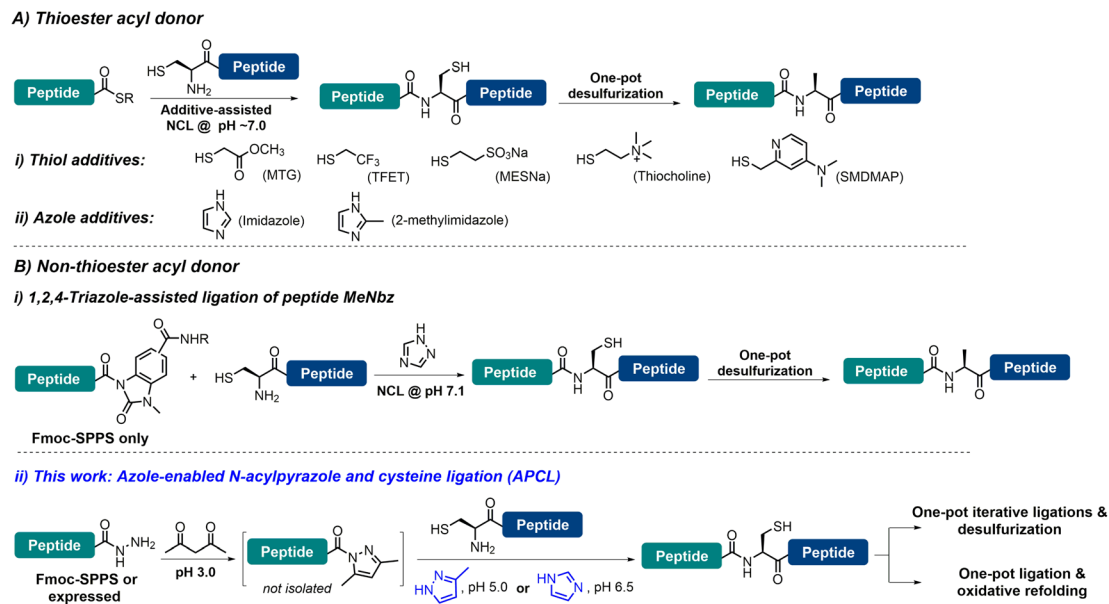 A) Thioester acyl donor
Peptide
O
SR
HS
O
NH2
Peptide
Additive-assisted
NCL @ pH ~7.0
Peptide
O
N
H
SH
O
Peptide
One-pot
desulfurization
Peptide
O
N
H
O
Peptide
i) Thiol additives:
HS
OCH3
O
(MTG)
HS
CF3
(TFET)
HS
SO3Na
(MESNa)
HS
N
+
(Thiocholine)
HS
N
N
(SMDMAP)
ii) Azole additives:
H
N
N
(Imidazole)
H
N
N
(2-methylimidazole)
B) Non-thioester acyl donor
i) 1,2,4-Triazole-assisted ligation of peptide MeNbz
Peptide
O
N
N
O
O
NHR
Fmoc-SPPS only
+
HS
O
NH2
Peptide
H
N
N
N
NCL @ pH 7.1
Peptide
O
N
H
SH
O
Peptide
One-pot
desulfurization
Peptide
O
N
H
O
Peptide
ii) This work: Azole-enabled N-acylpyrazole and cysteine ligation (APCL)
Peptide
O
N
H
NH2
Fmoc-SPPS or
expressed
O O
pH 3.0
Peptide
O
N
N
not isolated
HS
O
NH2
Peptide
HN
N
, pH 5.0 or
HN
N
, pH 6.5
Peptide
O
N
H
SH
O
Peptide
One-pot iterative ligations &
desulfurization
One-pot ligation &
oxidative refolding